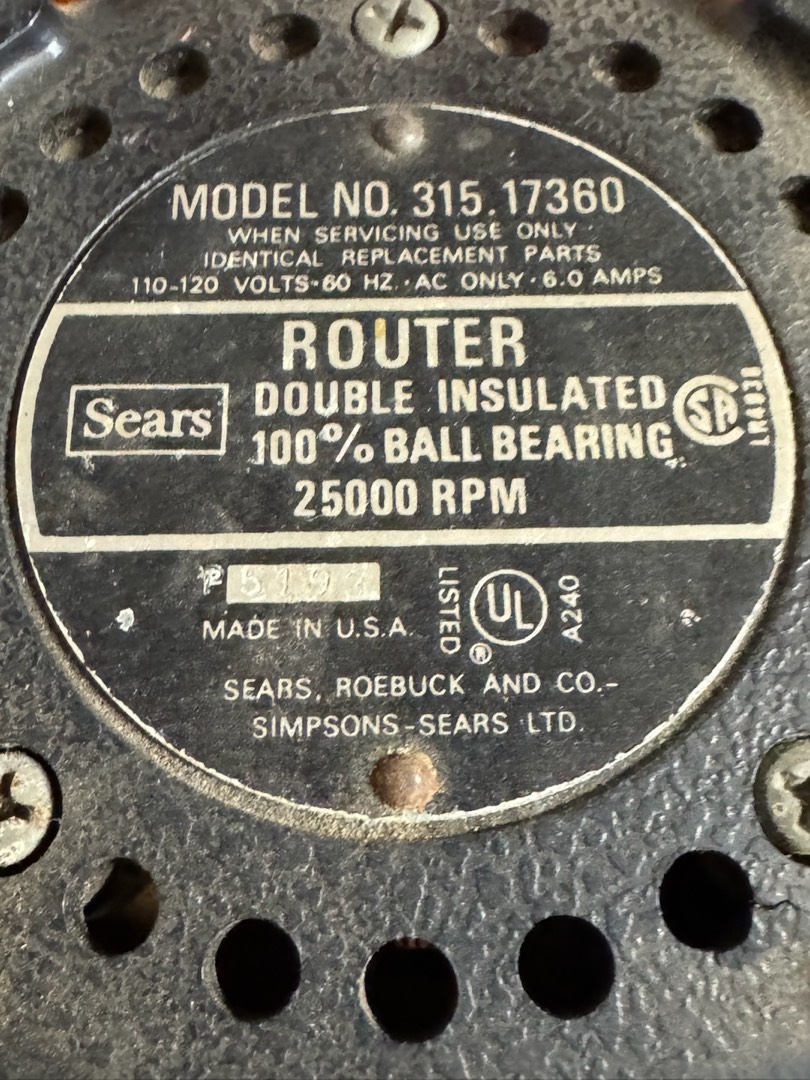 MODEL NO. 315.17360
WHEN SERVICING USE ONLY
IDENTICAL REPLACEMENT PARTS
110-120 VOLTS·60 HZ.·AC ONLY·6.0 AMPS
ROUTER
Sears
DOUBLE INSULATED
100% BALL BEARING
25000 RPM
SA
P
MADE IN U.S.A.
LISTED
UL
®
A240
SEARS, ROEBUCK AND CO.-
SIMPSONS-SEARS LTD.